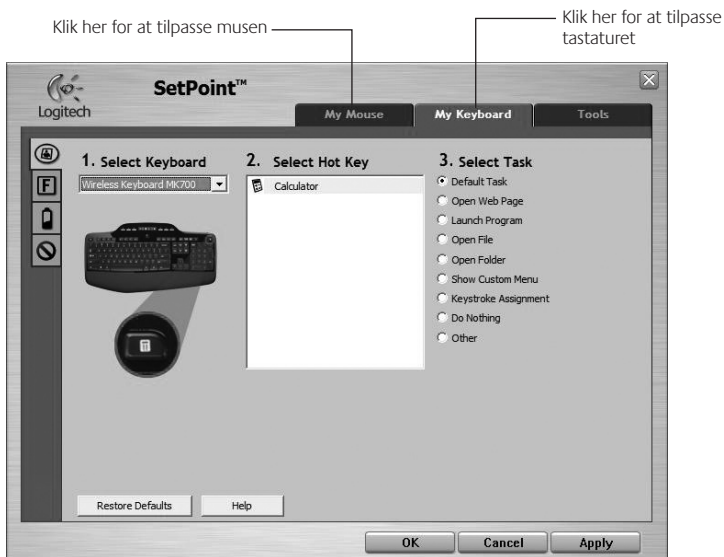 Klik her for at tilpasse musen
Klik her for at tilpasse
tastaturet
Logitech
SetPoint™
My Mouse
My Keyboard
Tools
1. Select Keyboard
Wireless Keyboard MK700
2. Select Hot Key
Calculator
3. Select Task
Default Task
Open Web Page
Launch Program
Open File
Open Folder
Show Custom Menu
Keystroke Assignment
Do Nothing
Other
F
Restore Defaults
Help
OK
Cancel
Apply